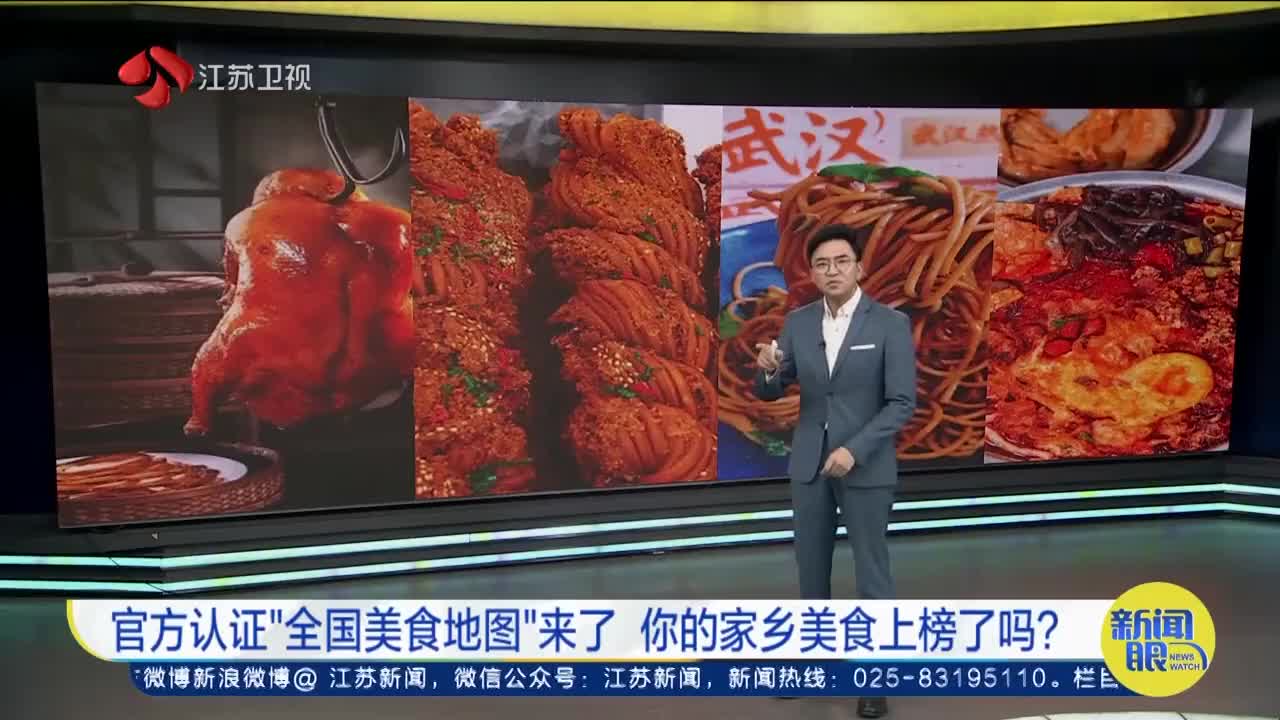 江苏卫视
武汉
武汉
官方认证"全国美食地图"来了 你的家乡美食上榜了吗?
微博新浪微博@ 江苏新闻，微信公众号：江苏新闻，新闻热线：025-83195110。栏目
新闻
眼
NEWS
WATCH